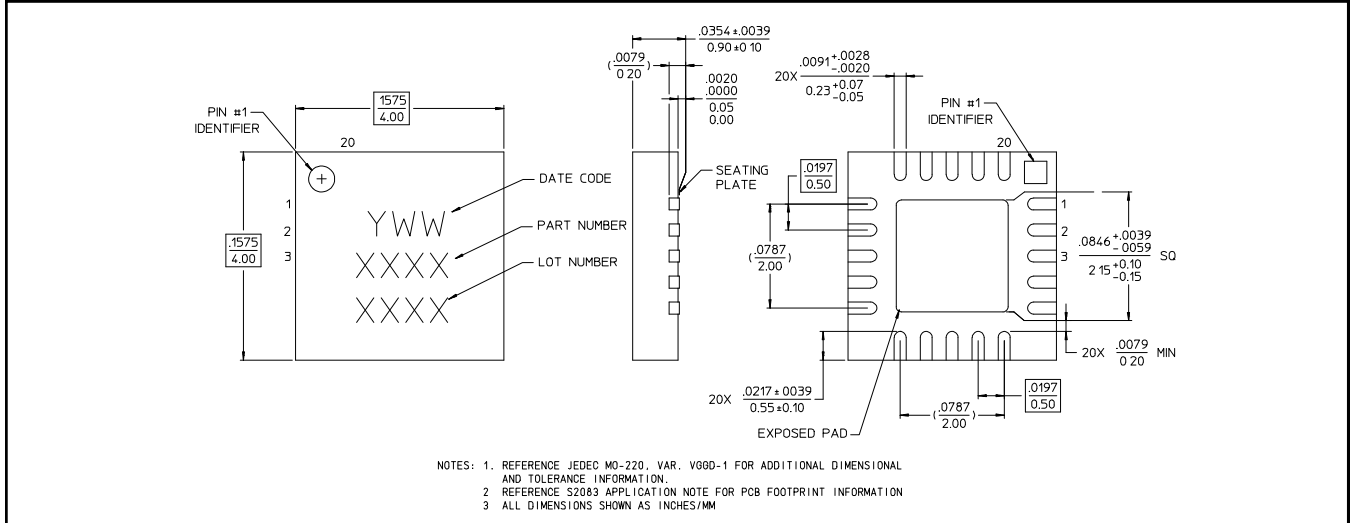 PIN #1
IDENTIFIER
.1575
4.00
20
.1575
4.00
1
2
3
YWW
XXXX
XXXX
DATE CODE
PART NUMBER
LOT NUMBER
.0354±.0039
0.90±0 10
(.0079
0 20)
.0020
.0000
0.05
0.00
SEATING
PLATE
20X .0091 +.0028 -.0020
0.23 +0.07 -0.05
PIN #1
IDENTIFIER
20
.0197
0.50
(.0787
2.00)
1
2
3
.0846 +.0039 -.0059 SQ
2 15 +0.10 -0.15
20X .0079 MIN
0 20
20X .0217±0039
0.55±0.10
(.0787
2.00)
.0197
0.50
EXPOSED PAD
NOTES: 1. REFERENCE JEDEC MO-220, VAR. VGGD-1 FOR ADDITIONAL DIMENSIONAL
AND TOLERANCE INFORMATION.
2 REFERENCE S2083 APPLICATION NOTE FOR PCB FOOTPRINT INFORMATION
3 ALL DIMENSIONS SHOWN AS INCHES/MM